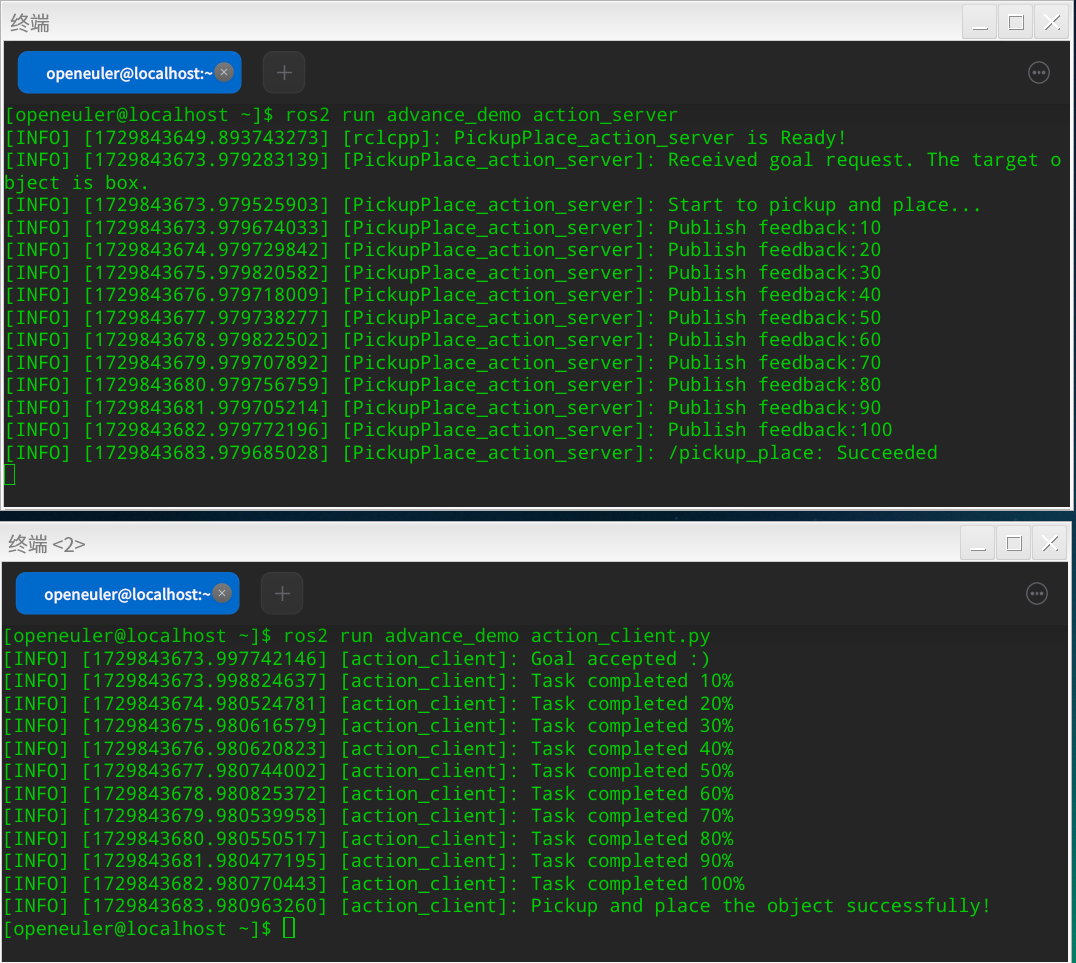 终端
openeuler@localhost:~
[openeuler@localhost ~]$ ros2 run advance_demo action_server
[INFO] [1729843649.893743273] [rclcpp]: PickupPlace_action_server is Ready!
[INFO] [1729843673.979283139] [PickupPlace_action_server]: Received goal request. The target o
bject is box.
[INFO] [1729843673.979525903] [PickupPlace_action_server]: Start to pickup and place...
[INFO] [1729843673.979674033] [PickupPlace_action_server]: Publish feedback:10
[INFO] [1729843674.979729842] [PickupPlace_action_server]: Publish feedback:20
[INFO] [1729843675.979820582] [PickupPlace_action_server]: Publish feedback:30
[INFO] [1729843676.979718009] [PickupPlace_action_server]: Publish feedback:40
[INFO] [1729843677.979738277] [PickupPlace_action_server]: Publish feedback:50
[INFO] [1729843678.979822502] [PickupPlace_action_server]: Publish feedback:60
[INFO] [1729843679.979707892] [PickupPlace_action_server]: Publish feedback:70
[INFO] [1729843680.979756759] [PickupPlace_action_server]: Publish feedback:80
[INFO] [1729843681.979705214] [PickupPlace_action_server]: Publish feedback:90
[INFO] [1729843682.979772196] [PickupPlace_action_server]: Publish feedback:100
[INFO] [1729843683.979685028] [PickupPlace_action_server]: /pickup_place: Succeeded
终端 <2>
openeuler@localhost:~
[openeuler@localhost ~]$ ros2 run advance_demo action_client.py
[INFO] [1729843673.997742146] [action_client]: Goal accepted :)
[INFO] [1729843673.998824637] [action_client]: Task completed 10%
[INFO] [1729843674.980524781] [action_client]: Task completed 20%
[INFO] [1729843675.980616579] [action_client]: Task completed 30%
[INFO] [1729843676.980620823] [action_client]: Task completed 40%
[INFO] [1729843677.980744002] [action_client]: Task completed 50%
[INFO] [1729843678.980825372] [action_client]: Task completed 60%
[INFO] [1729843679.980539958] [action_client]: Task completed 70%
[INFO] [1729843680.980550517] [action_client]: Task completed 80%
[INFO] [1729843681.980477195] [action_client]: Task completed 90%
[INFO] [1729843682.980770443] [action_client]: Task completed 100%
[INFO] [1729843683.980963260] [action_client]: Pickup and place the object successfully!
[openeuler@localhost ~]$